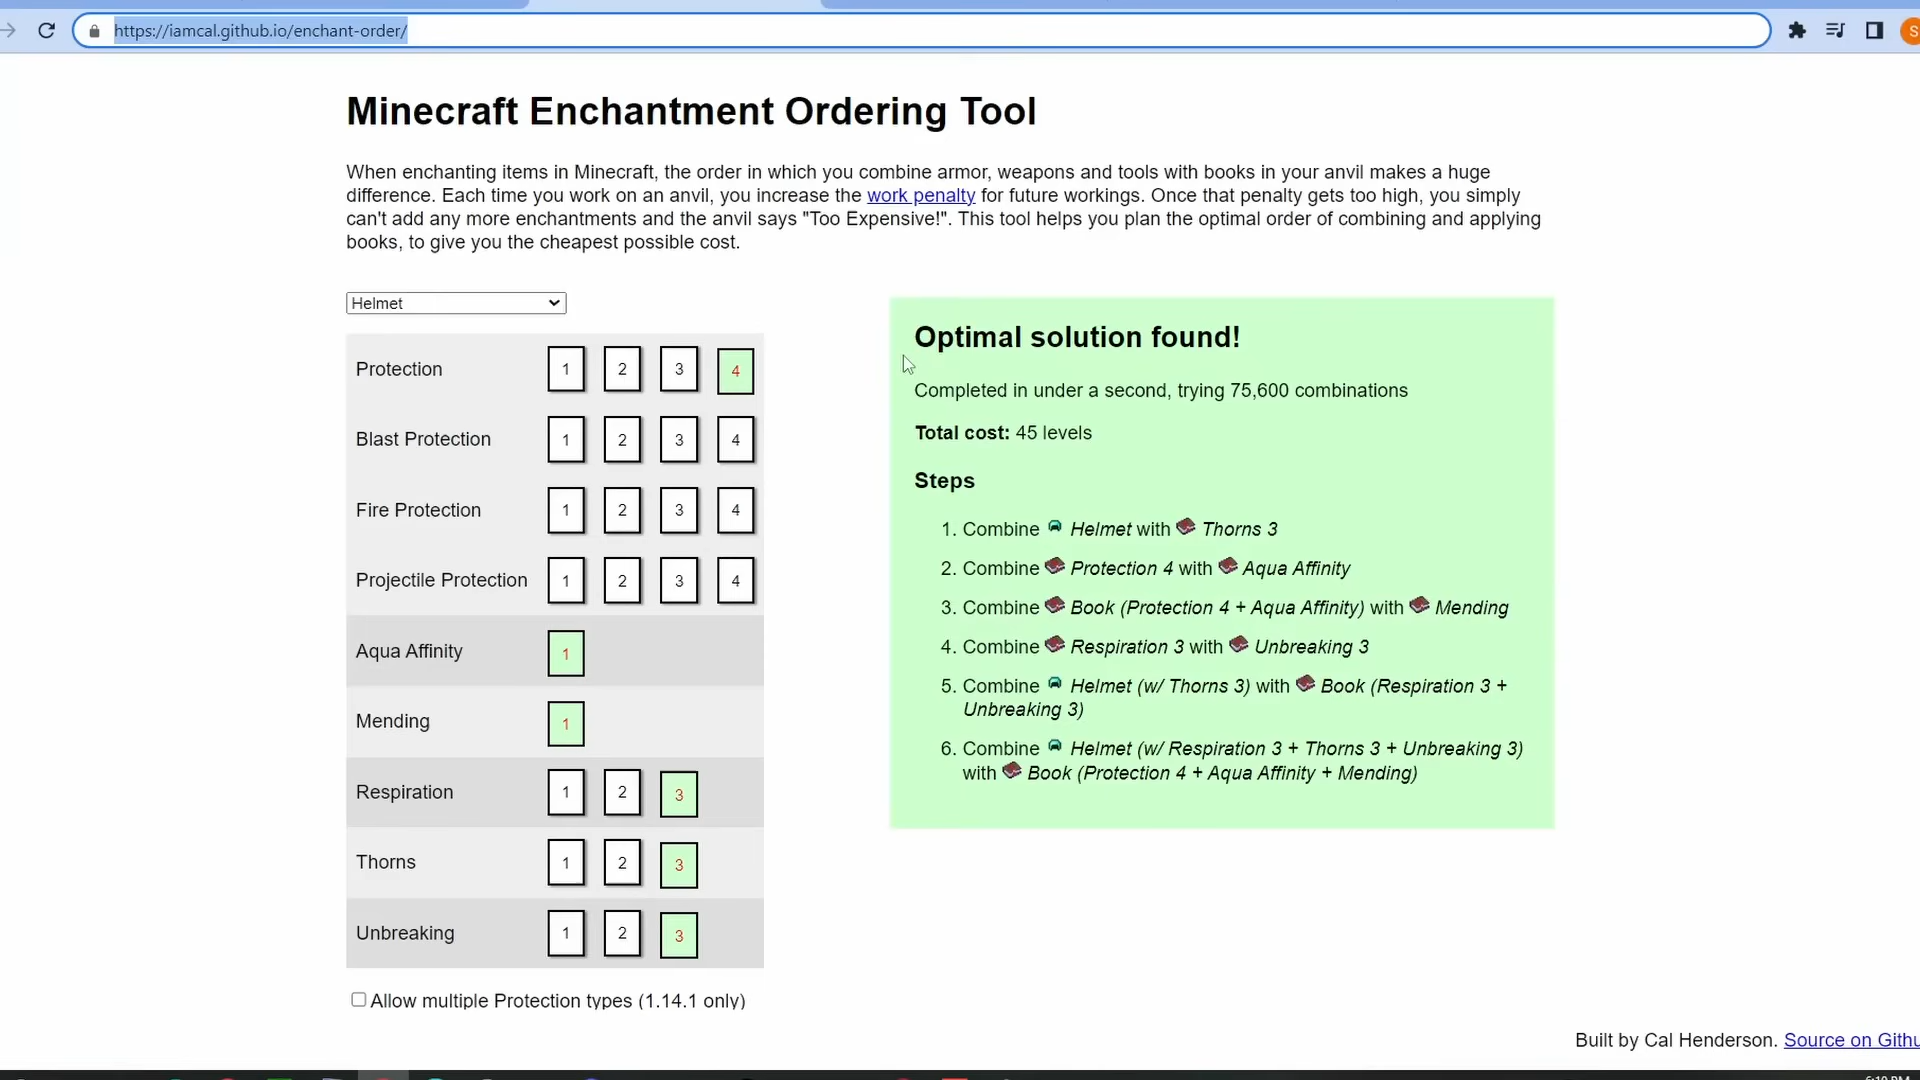 https://iamcal.github.io/enchant-order/
S
Minecraft Enchantment Ordering Tool
When enchanting items in Minecraft, the order in which you combine armor, weapons and tools with books in your anvil makes a huge
difference. Each time you work on an anvil, you increase the work penalty for future workings. Once that penalty gets too high, you simply
can't add any more enchantments and the anvil says "Too Expensive!". This tool helps you plan the optimal order of combining and applying
books, to give you the cheapest possible cost.
Helmet
Protection 1 2 3 4
Blast Protection 1 2 3 4
Fire Protection 1 2 3 4
Projectile Protection 1 2 3 4
Aqua Affinity 1
Mending 1
Respiration 1 2 3
Thorns 1 2 3
Unbreaking 1 2 3
Allow multiple Protection types (1.14.1 only)
Optimal solution found!
Completed in under a second, trying 75,600 combinations
Total cost: 45 levels
Steps
1. Combine Helmet with Thorns 3
2. Combine Protection 4 with Aqua Affinity
3. Combine Book (Protection 4 + Aqua Affinity) with Mending
4. Combine Respiration 3 with Unbreaking 3
5. Combine Helmet (w/ Thorns 3) with Book (Respiration 3 +
Unbreaking 3)
6. Combine Helmet (w/ Respiration 3 + Thorns 3 + Unbreaking 3)
with Book (Protection 4 + Aqua Affinity + Mending)
Built by Cal Henderson. Source on Githu